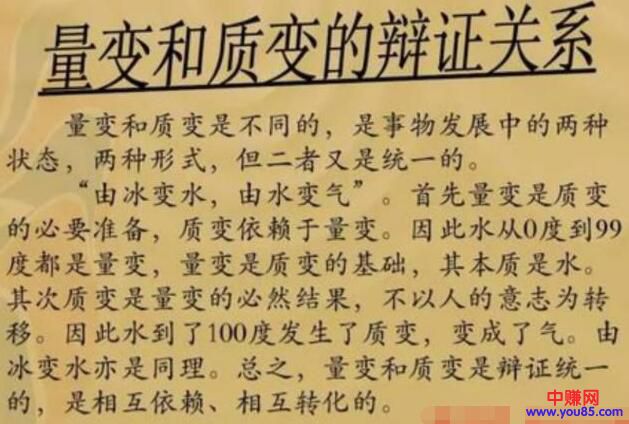 量变和质变的辩证关系
量变和质变是不同的，是事物发展中的两种
状态，两种形式，但二者又是统一的。
“由冰变水，由水变气”。首先量变是质变
的必要准备，质变依赖于量变。因此水从0度到99
度都是量变，量变是质变的基础，其本质是水。
其次质变是量变的必然结果，不以人的意志为转
移。因此水到了100度发生了质变，变成了气。由
冰变水亦是同理。总之，量变和质变是辩证统一
的，是相互依赖、相互转化的。
中赚网
www.you85.com